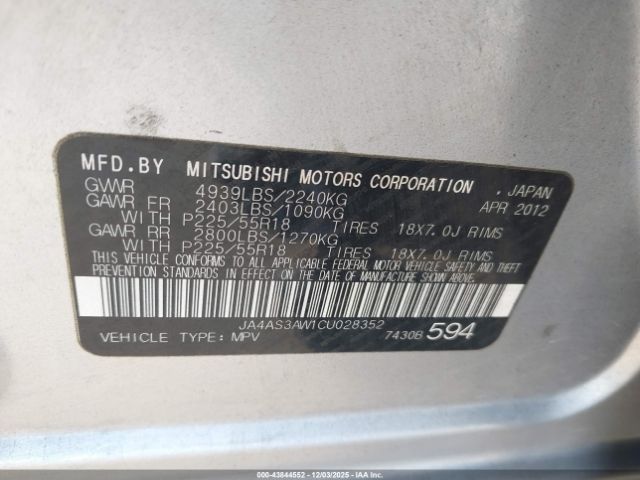 MFD.BY MITSUBISHI MOTORS CORPORATION. JAPAN
GVWR 4939LBS/2240KG APR 2012
GAWR FR 2403LBS/1090KG
WITH P225/55R18 TIRES 18X7.0J RIMS
GAWR RR 2800LBS/1270KG
WITH P225/55R18 TIRES 18X7.0J RIMS
THIS VEHICLE CONFORMS TO ALL APPLICABLE FEDERAL MOTOR VEHICLE SAFETY AND THEFT
PREVENTION STANDARDS IN EFFECT ON THE DATE OF MANUFACTURE SHOWN ABOVE.
JA4AS3AW1CU028352
VEHICLE TYPE: MPV 7430B 594
000-43844552 • 12/03/2025 - IAAI.COM